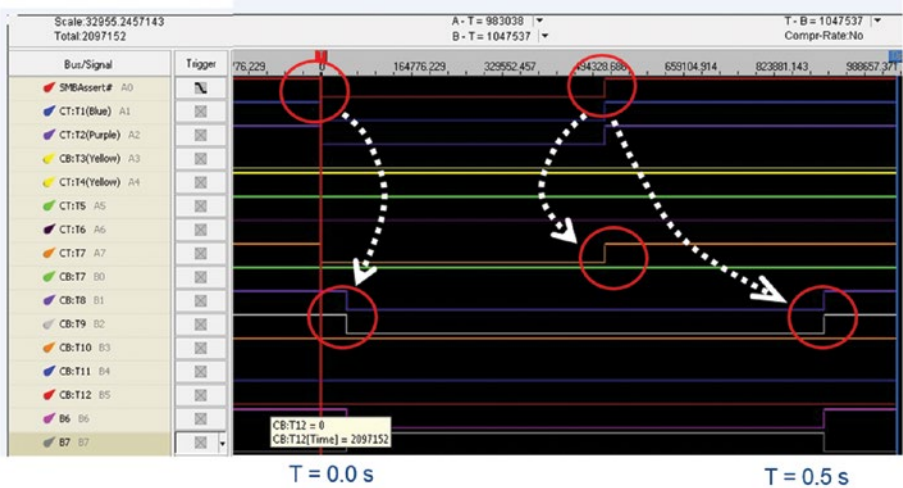 Scale:32955.2457143
A - T = 983038
T - B = 1047537
Total:2097152
B - T = 1047537
Compr-Rate:No
Bus/Signal Trigger
76,229 0 164776.229 329552.457 494328.686 659104.914 823881.143 988657.371
SMBAssert# A0
CT:T1(Blue) A1
CT:T2(Purple) A2
CB:T3(Yellow) A3
CT:T4(Yellow) A4
CT:T5 A5
CT:T6 A6
CT:T7 A7
CB:T7 B0
CB:T8 B1
CB:T9 B2
CB:T10 B3
CB:T11 B4
CB:T12 B5
B6 B6
B7 B7
CB:T12 = 0
CB:T12[Time] = 2097152
T = 0.0 s
T = 0.5 s